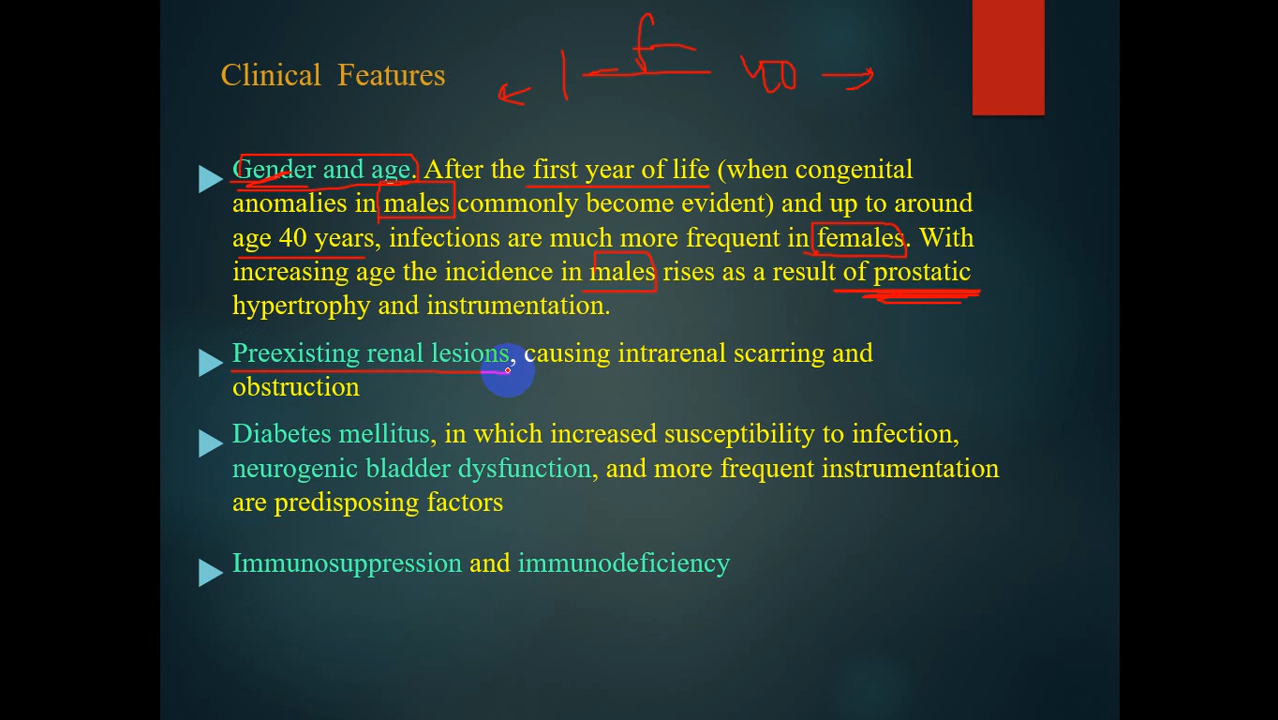 Clinical Features
1 f 40
Gender and age. After the first year of life (when congenital
anomalies in males commonly become evident) and up to around
age 40 years, infections are much more frequent in females. With
increasing age the incidence in males rises as a result of prostatic
hypertrophy and instrumentation.
Preexisting renal lesions, causing intrarenal scarring and
obstruction
Diabetes mellitus, in which increased susceptibility to infection,
neurogenic bladder dysfunction, and more frequent instrumentation
are predisposing factors
Immunosuppression and immunodeficiency